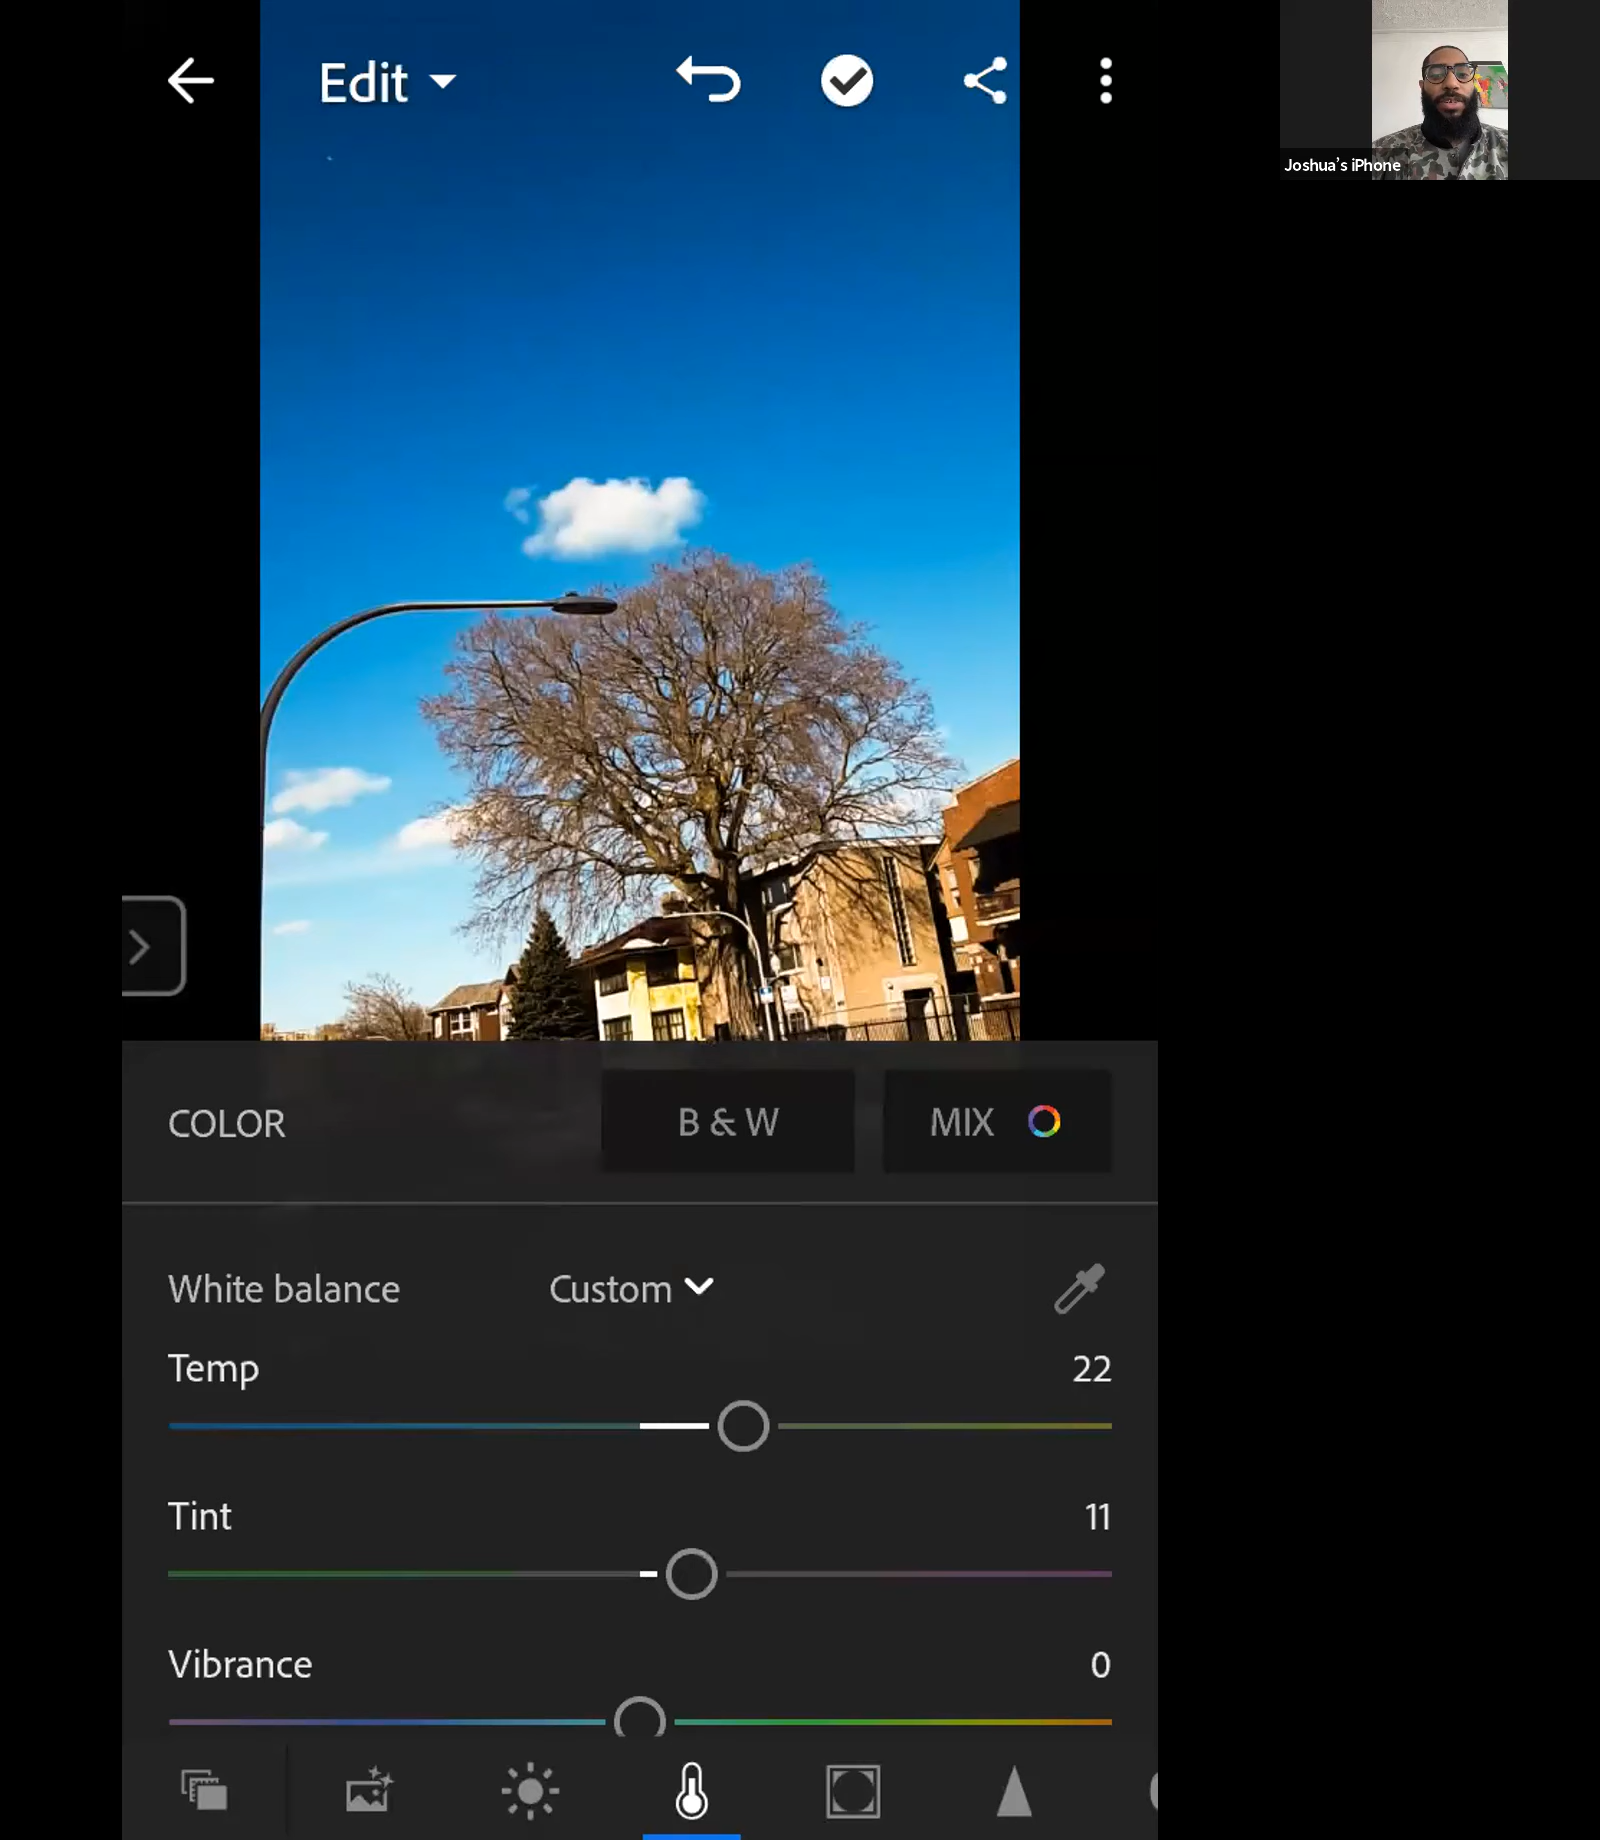 Edit
Joshua's iPhone
COLOR B & W MIX
White balance Custom
Temp 22
Tint 11
Vibrance 0